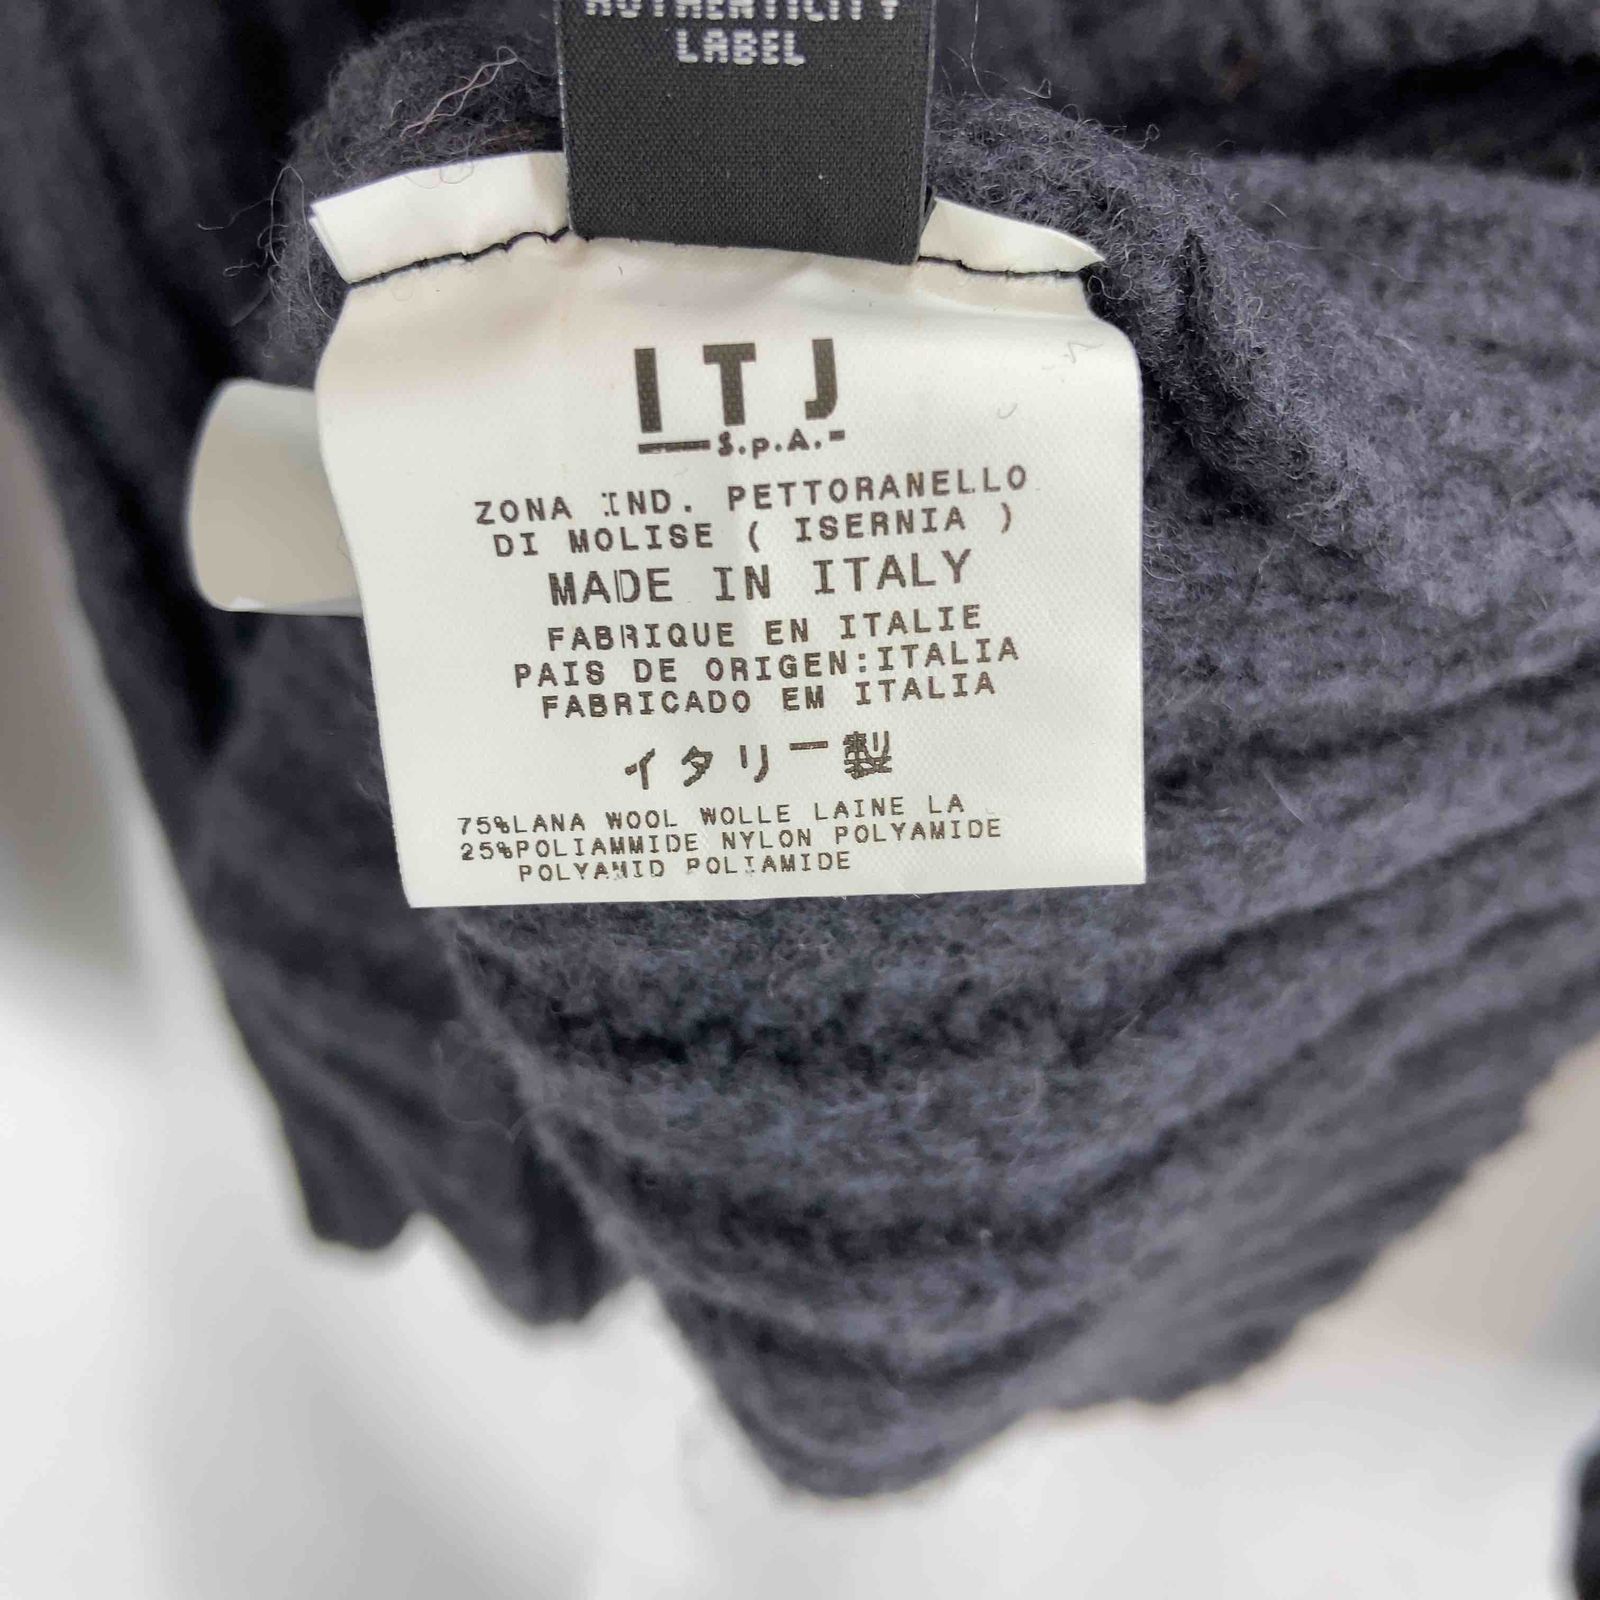 AUTHENTICITY
LABEL
ITJ
S.p.A.
ZONA IND. PETTORANELLO
DI MOLISE ( ISERNIA )
MADE IN ITALY
FABRIQUE EN ITALIE
PAIS DE ORIGEN:ITALIA
FABRICADO EM ITALIA
イタリー製
75%LANA WOOL WOLLE LAINE LA
25%POLIAMMIDE NYLON POLYAMIDE
POLYAMID POLIAMIDE